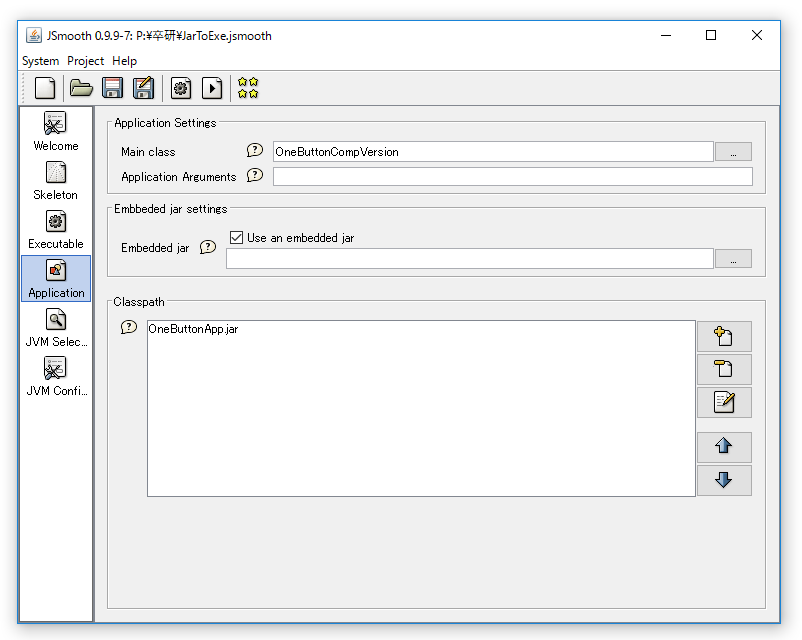 JSmooth 0.9.9-7: P:¥卒研¥JarToExe.jsmooth
System Project Help
Welcome
Skeleton
Executable
Application
JVM Selec...
JVM Confi...
Application Settings
Main class
OneButtonCompVersion
...
Application Arguments
Embbeded jar settings
Use an embedded jar
Embedded jar
...
Classpath
OneButtonApp.jar